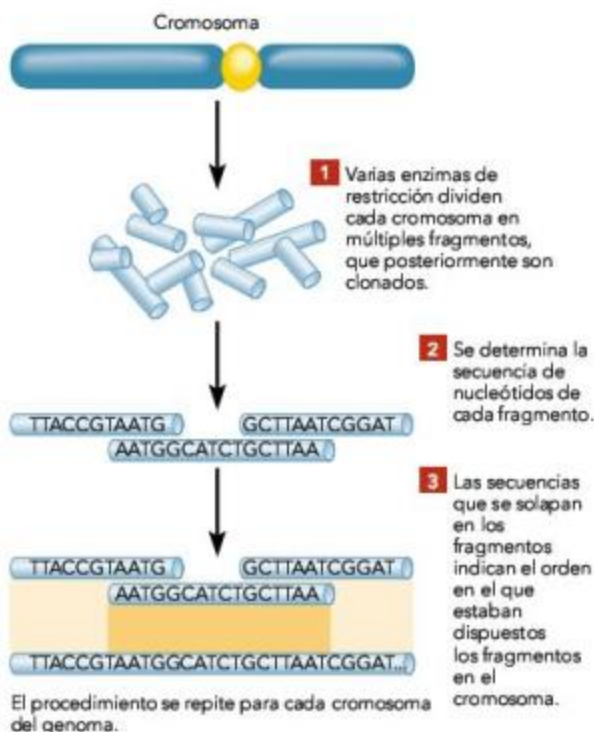 Cromosoma
1 Varias enzimas de
restricción dividen
cada cromosoma en
múltiples fragmentos,
que posteriormente son
clonados.
2 Se determina la
secuencia de
nucleótidos de
cada fragmento.
TTACCGTAATG GCTTAATCGGAT
AATGGCATCTGCTTAA
3 Las secuencias
que se solapan
en los
fragmentos
indican el orden
en el que
estaban
dispuestos
los fragmentos
en el
cromosoma.
TTACCGTAATG GCTTAATCGGAT
AATGGCATCTGCTTAA
TTACCGTAATGGCATCTGCTTAATCGGAT...
El procedimiento se repite para cada cromosoma
del genoma.